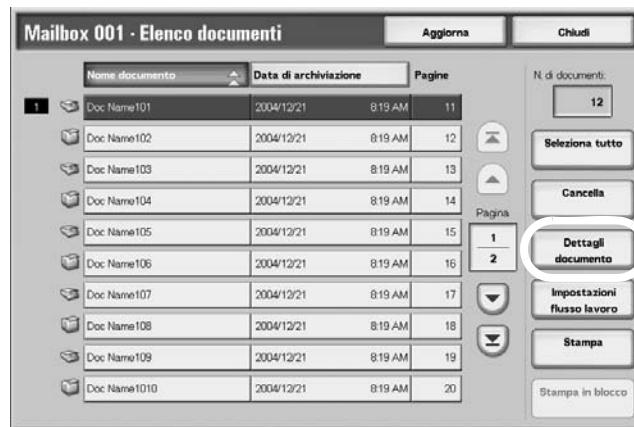 Mailbox 001 - Elenco documenti Aggiorna Chiudi
Nome documento Data di archiviazione Pagine N. di documenti:
12
1 Doc Name101 2004/12/21 8:19 AM 11
Doc Name102 2004/12/21 8:19 AM 12
Seleziona tutto
Doc Name103 2004/12/21 8:19 AM 13
Doc Name104 2004/12/21 8:19 AM 14
Cancella
Pagina
Doc Name105 2004/12/21 8:19 AM 15
1
Dettagli
documento
Doc Name106 2004/12/21 8:19 AM 16
2
Doc Name107 2004/12/21 8:19 AM 17
Impostazioni
flusso lavoro
Doc Name108 2004/12/21 8:19 AM 18
Stampa
Doc Name109 2004/12/21 8:19 AM 19
Doc Name1010 2004/12/21 8:19 AM 20
Stampa in blocco